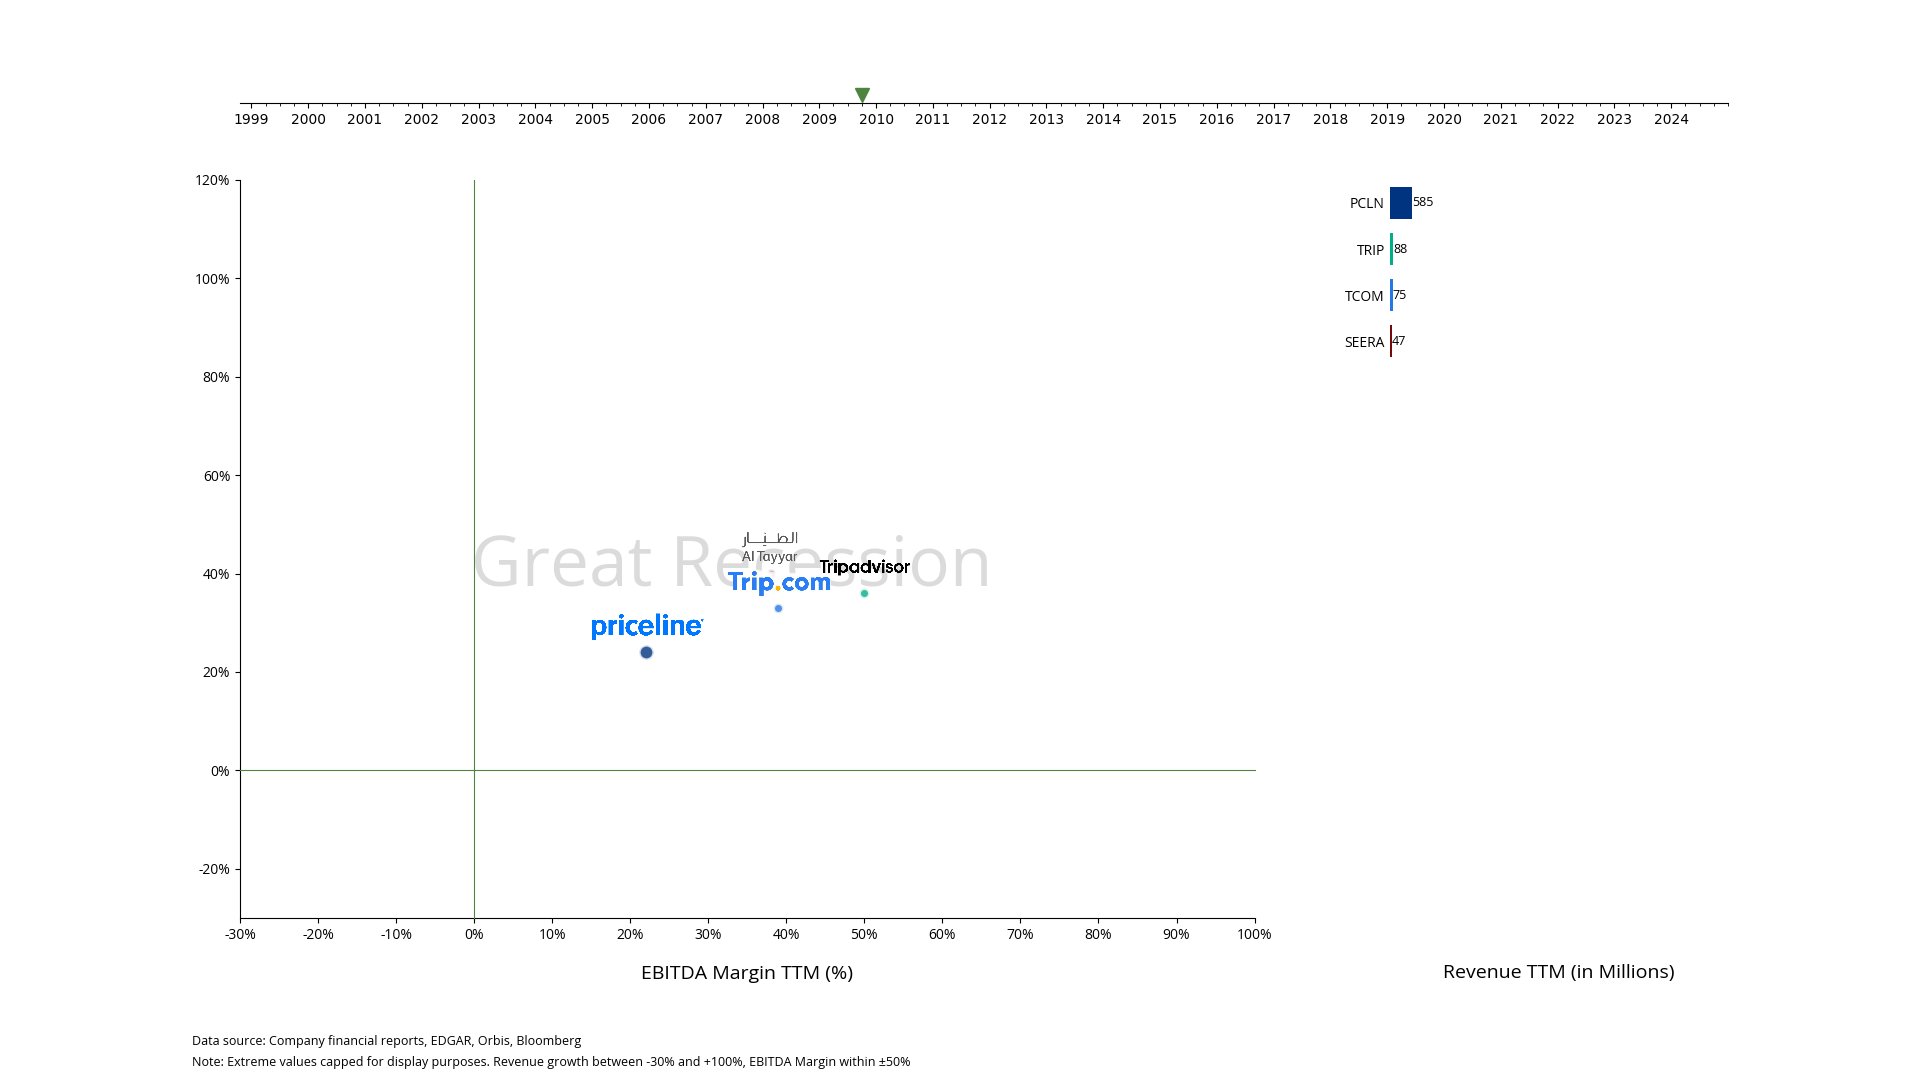 1999 2000 2001 2002 2003 2004 2005 2006 2007 2008 2009 2010 2011 2012 2013 2014 2015 2016 2017 2018 2019 2020 2021 2022 2023 2024
120%
100%
80%
60%
40%
20%
0%
-20%
Great Recession
الطيار
Al Tayyar
Tripadvisor
Trip.com
priceline
-30% -20% -10% 0% 10% 20% 30% 40% 50% 60% 70% 80% 90% 100%
EBITDA Margin TTM (%)
PCLN 585
TRIP 88
TCOM 75
SEERA 47
Revenue TTM (in Millions)
Data source: Company financial reports, EDGAR, Orbis, Bloomberg
Note: Extreme values capped for display purposes. Revenue growth between -30% and +100%, EBITDA Margin within ±50%